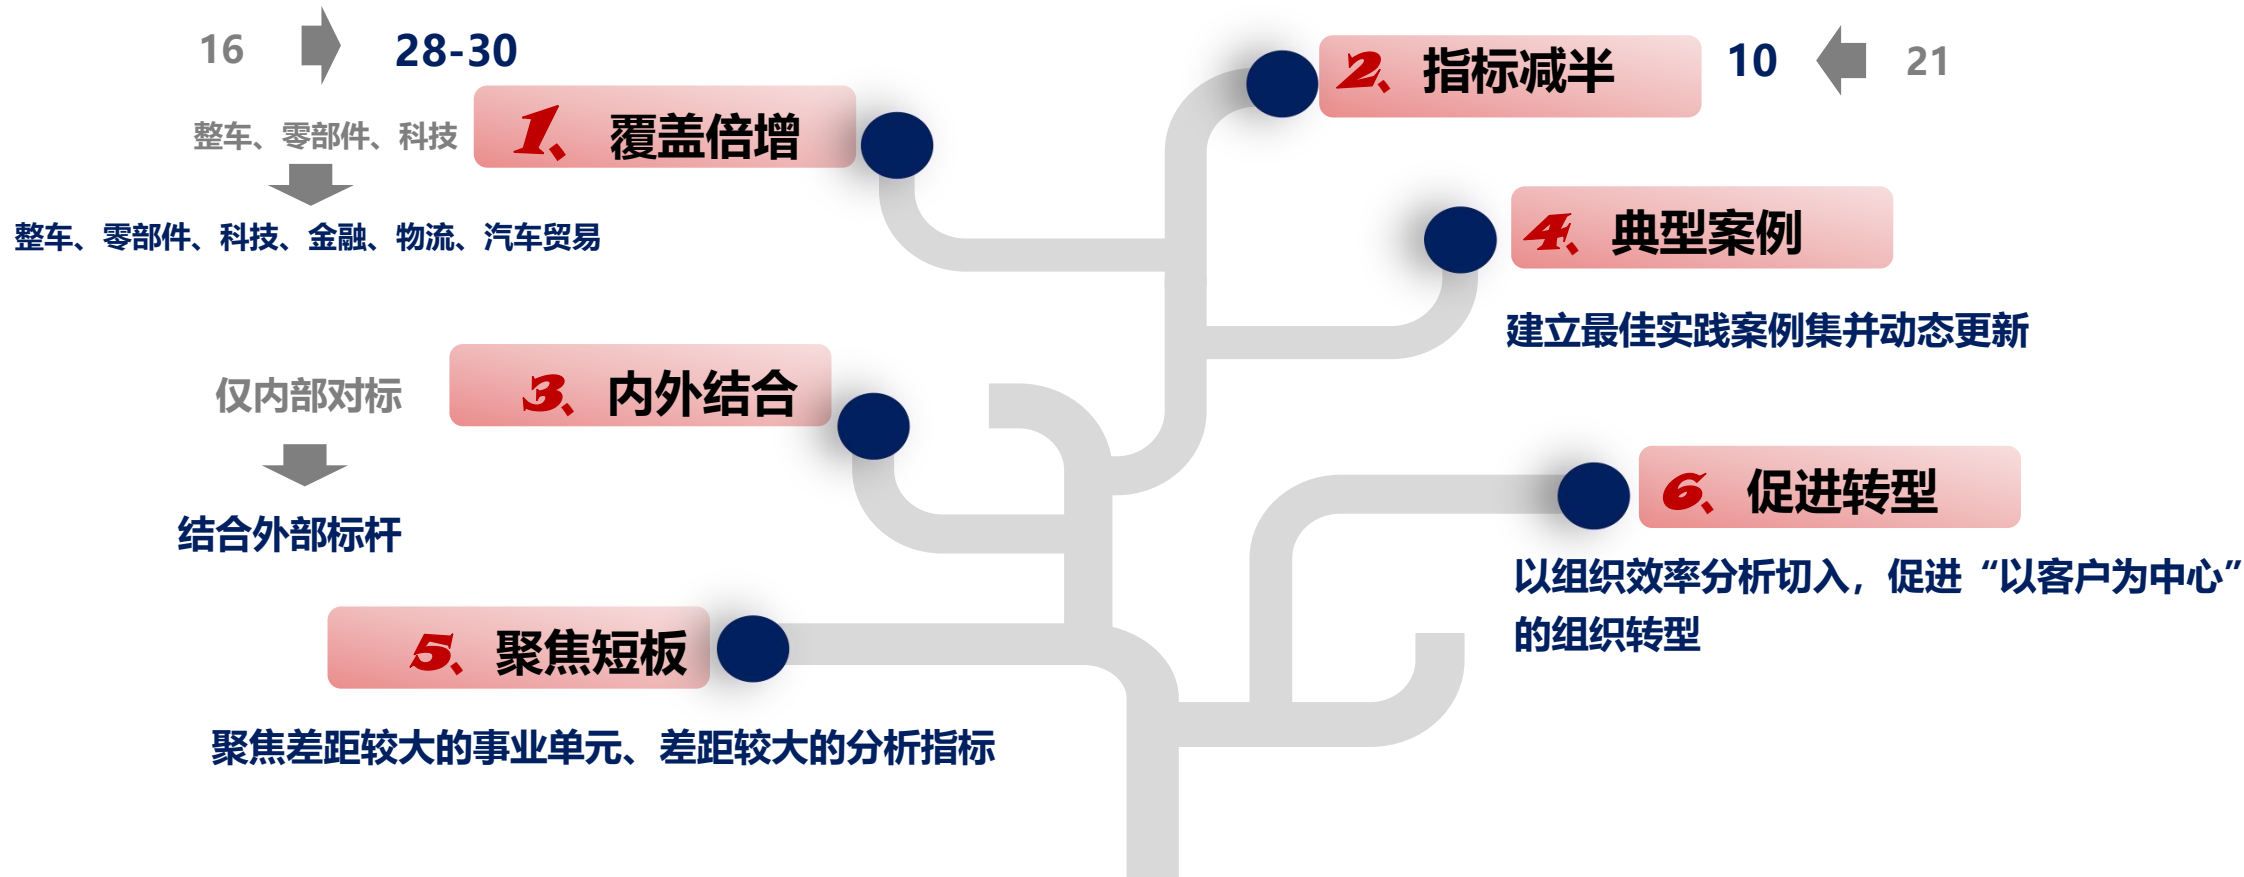 16
28-30
1、 覆盖倍增
整车、零部件、科技
整车、零部件、科技、金融、物流、汽车贸易
2、 指标减半
10
21
3、内外结合
仅内部对标
结合外部标杆
4、 典型案例
建立最佳实践案例集并动态更新
5、 聚焦短板
聚焦差距较大的事业单元、差距较大的分析指标
6、 促进转型
以组织效率分析切入，促进“以客户为中心”
的组织转型